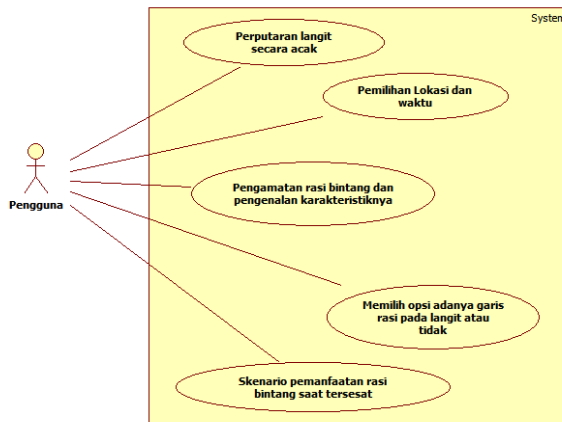 System
Perputaran langit
secara acak
Pemilihan Lokasi dan
waktu
Pengguna
Pengamatan rasi bintang dan
pengenalan karakteristiknya
Memilih opsi adanya garis
rasi pada langit atau
tidak
Skenario pemanfaatan rasi
bintang saat tersesat